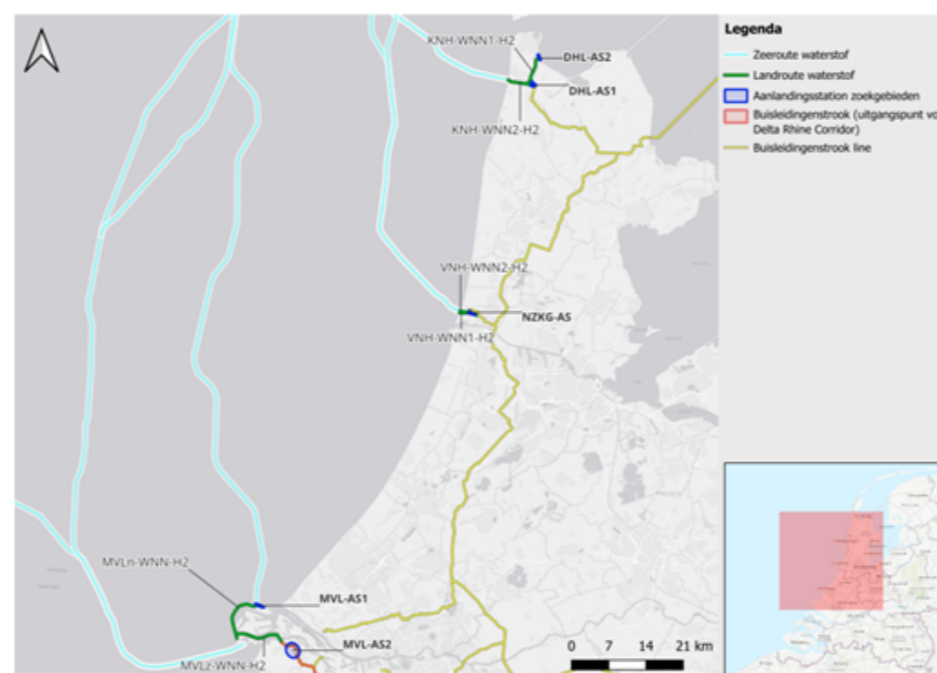 Legenda
Zeeroute waterstof
Landroute waterstof
Aanlandingsstation zoekgebieden
Buisleidingenstrook (uitgangspunt vo
Delta Rhine Corridor)
Buisleidingenstrook line
KNH-WNN1-H2
DHL-AS2
DHL-AS1
KNH-WNN2-H2
VNH-WNN2-H2
NZKG-AS
VNH-WNN1-H2
MVLn-WNN-H2
MVL-AS1
MVL-AS2
MVLz-WNN-H2
0 7 14 21 km